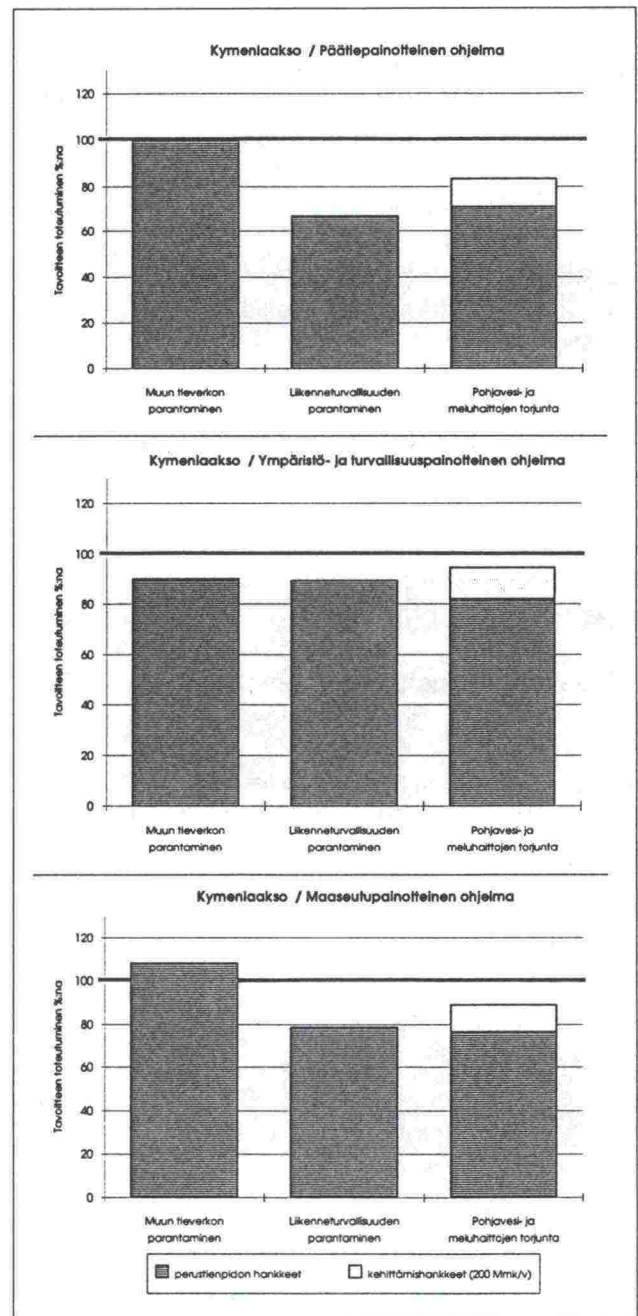 Kymenlaakso / Päätiepainotteinen ohjelma
Tavoitteen toteutuminen %:na
120
100
80
60
40
20
0
Muun tieverkon
parantaminen
Liikenneturvallisuuden
parantaminen
Pohjavesi- ja
meluhaittojen torjunta
Kymenlaakso / Ympäristö- ja turvallisuuspainotteinen ohjelma
Tavoitteen toteutuminen %:na
120
100
80
60
40
20
0
Muun tieverkon
parantaminen
Liikenneturvallisuuden
parantaminen
Pohjavesi- ja
meluhaittojen torjunta
Kymenlaakso / Maaseutupainotteinen ohjelma
Tavoitteen toteutuminen %:na
120
100
80
60
40
20
0
Muun tieverkon
parantaminen
Liikenneturvallisuuden
parantaminen
Pohjavesi- ja
meluhaittojen torjunta
perustienpidon hankkeet
kehittämishankkeet (200 Mmk/v)